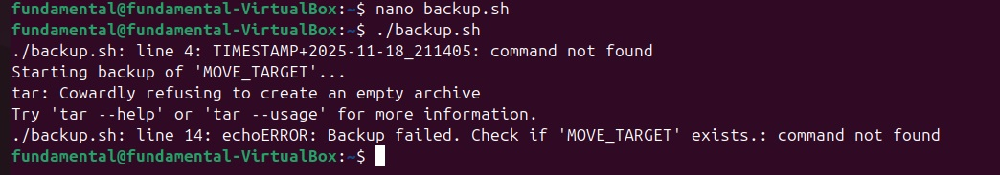 fundamental@fundamental-VirtualBox:~$ nano backup.sh
fundamental@fundamental-VirtualBox:~$ ./backup.sh
./backup.sh: line 4: TIMESTAMP+2025-11-18_211405: command not found
Starting backup of 'MOVE_TARGET'...
tar: Cowardly refusing to create an empty archive
Try 'tar --help' or 'tar --usage' for more information.
./backup.sh: line 14: echoERROR: Backup failed. Check if 'MOVE_TARGET' exists.: command not found
fundamental@fundamental-VirtualBox:~$